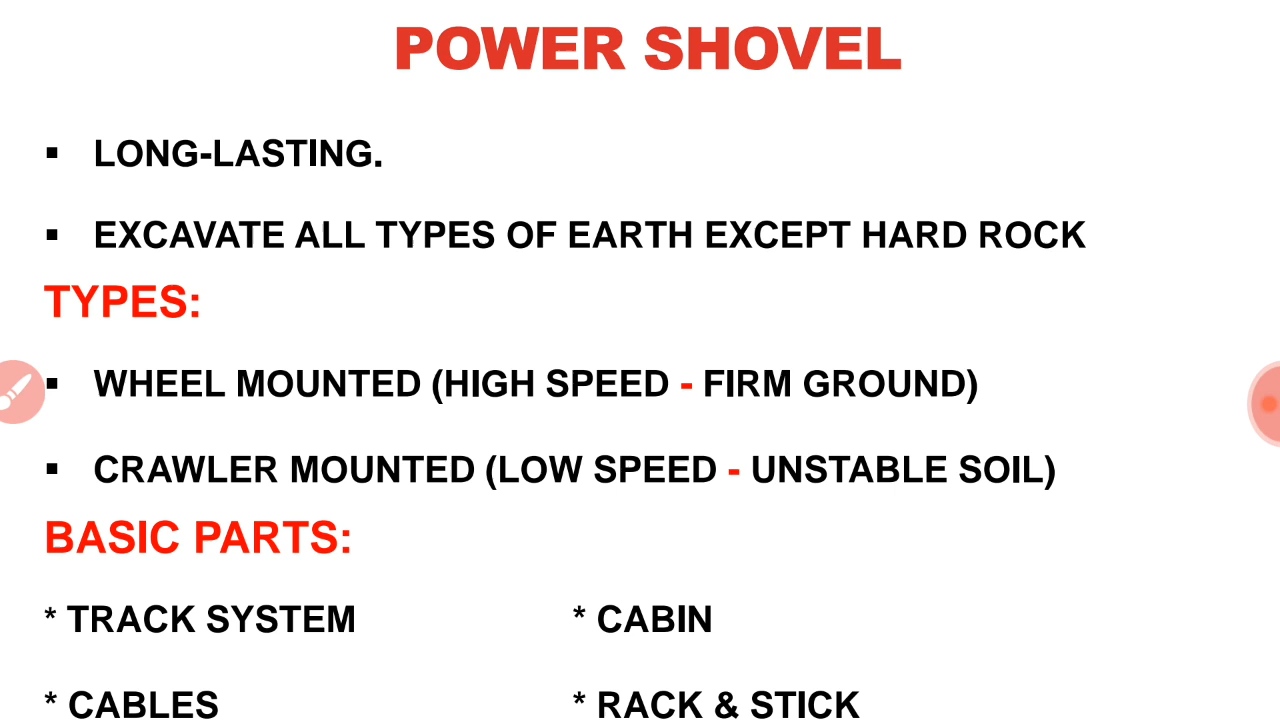 POWER SHOVEL
▪ LONG-LASTING.
▪ EXCAVATE ALL TYPES OF EARTH EXCEPT HARD ROCK
TYPES:
▪ WHEEL MOUNTED (HIGH SPEED - FIRM GROUND)
▪ CRAWLER MOUNTED (LOW SPEED - UNSTABLE SOIL)
BASIC PARTS:
* TRACK SYSTEM * CABIN
* CABLES * RACK & STICK